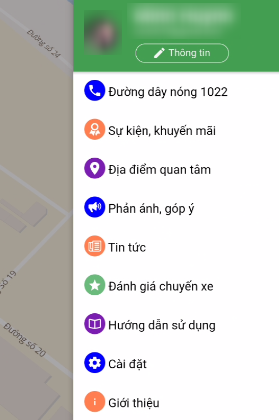 Đường số 24
Thông tin
Đường dây nóng 1022
Sự kiện, khuyến mãi
Địa điểm quan tâm
Phản ánh, góp ý
Tin tức
Đánh giá chuyến xe
Hướng dẫn sử dụng
Cài đặt
Giới thiệu
số 19
Đường số 20